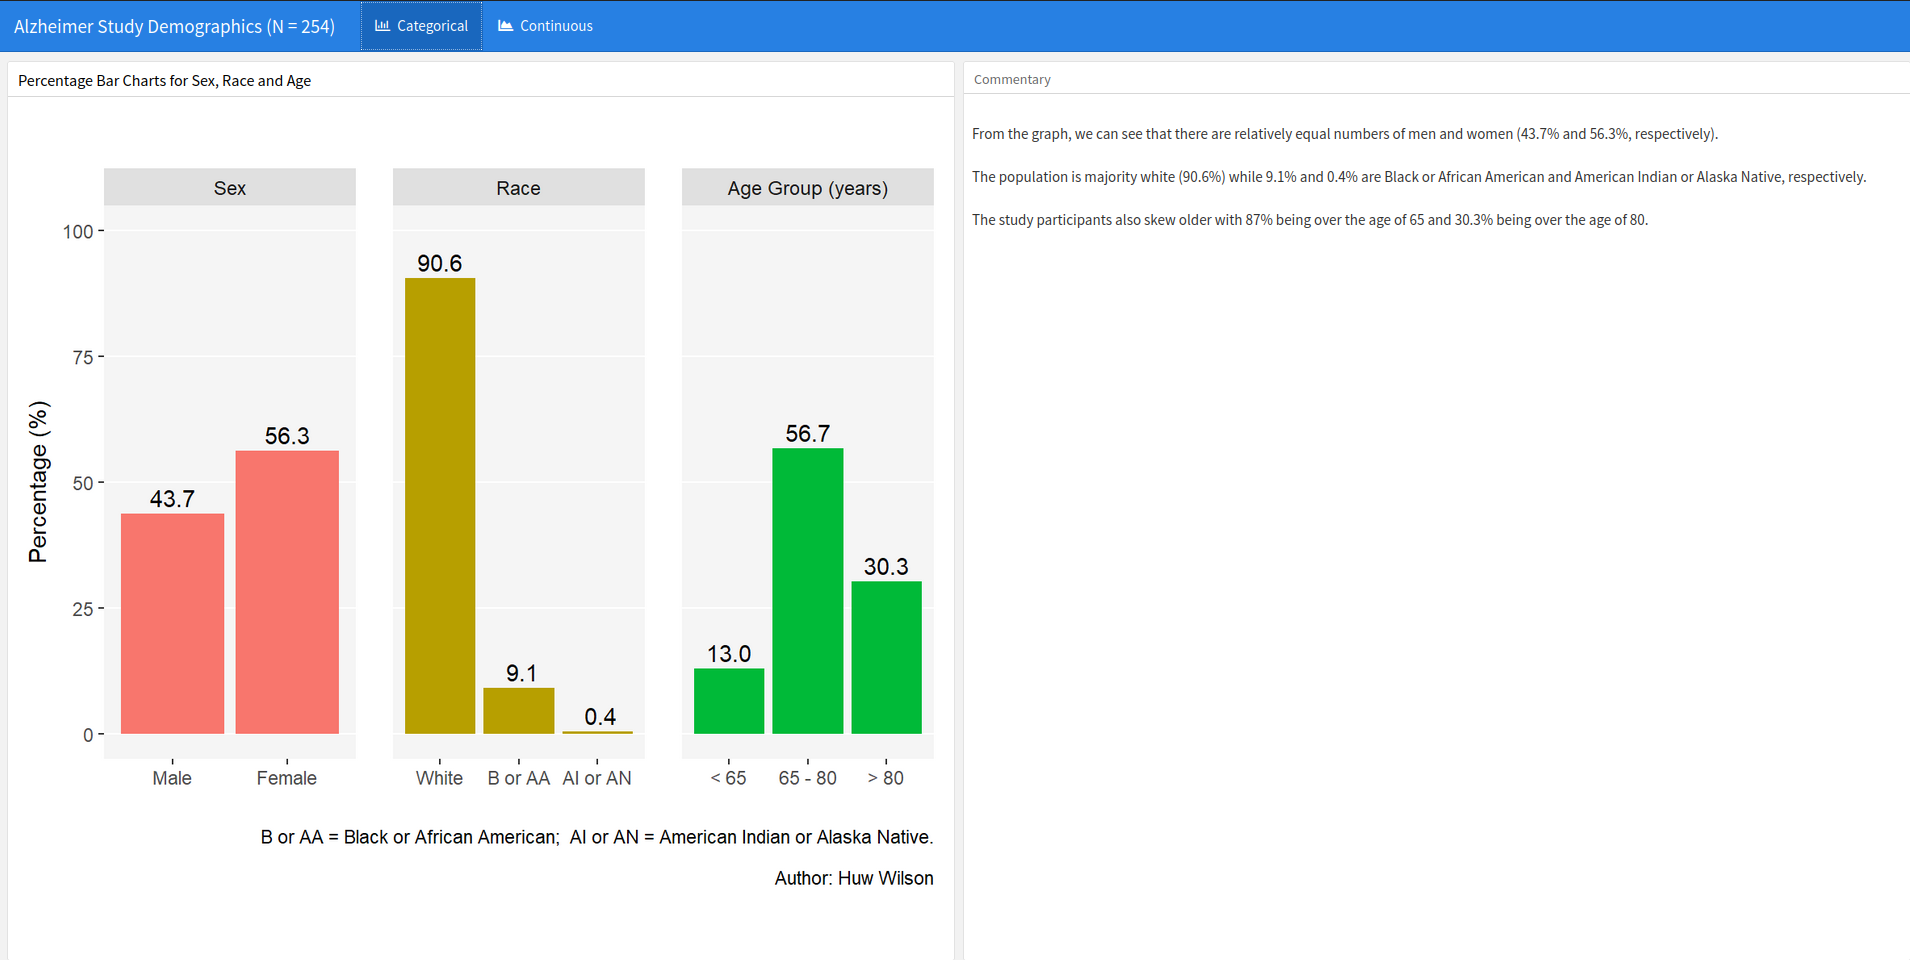 Alzheimer Study Demographics (N = 254)
Categorical
Continuous
Percentage Bar Charts for Sex, Race and Age
Sex
Race
Age Group (years)
Percentage (%)
100
75
50
25
0
43.7
56.3
90.6
9.1
0.4
13.0
56.7
30.3
Male
Female
White
B or AA
AI or AN
< 65
65 - 80
> 80
B or AA = Black or African American;  AI or AN = American Indian or Alaska Native.
Author: Huw Wilson
Commentary
From the graph, we can see that there are relatively equal numbers of men and women (43.7% and 56.3%, respectively).
The population is majority white (90.6%) while 9.1% and 0.4% are Black or African American and American Indian or Alaska Native, respectively.
The study participants also skew older with 87% being over the age of 65 and 30.3% being over the age of 80.